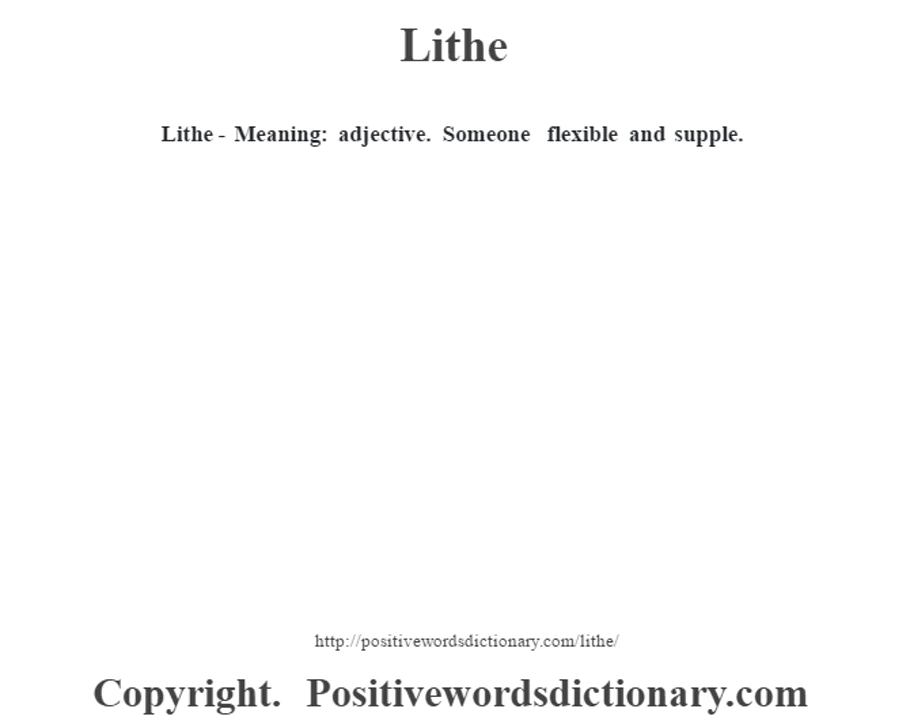 Lithe
Lithe - Meaning: adjective. Someone flexible and supple.
http://positivewordsdictionary.com/lithe/
Copyright. Positivewordsdictionary.com